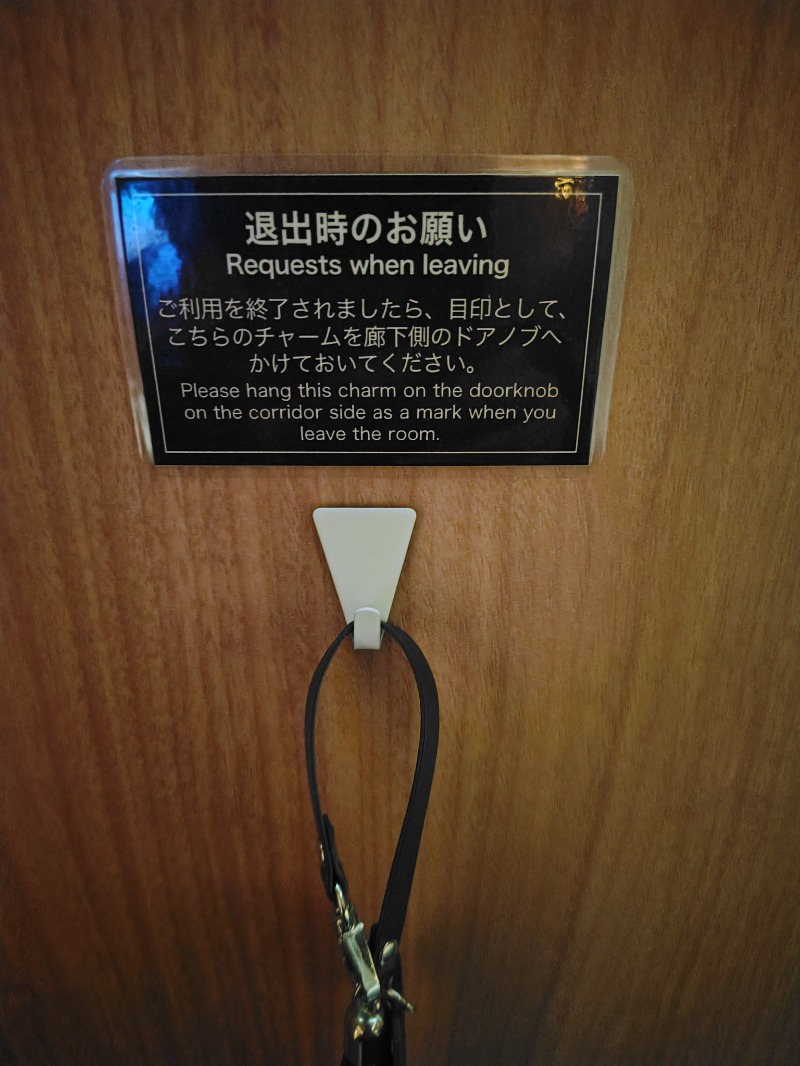 退出時のお願い
Requests when leaving
ご利用を終了されましたら、目印として、
こちらのチャームを廊下側のドアノブへ
かけておいてください。
Please hang this charm on the doorknob
on the corridor side as a mark when you
leave the room.